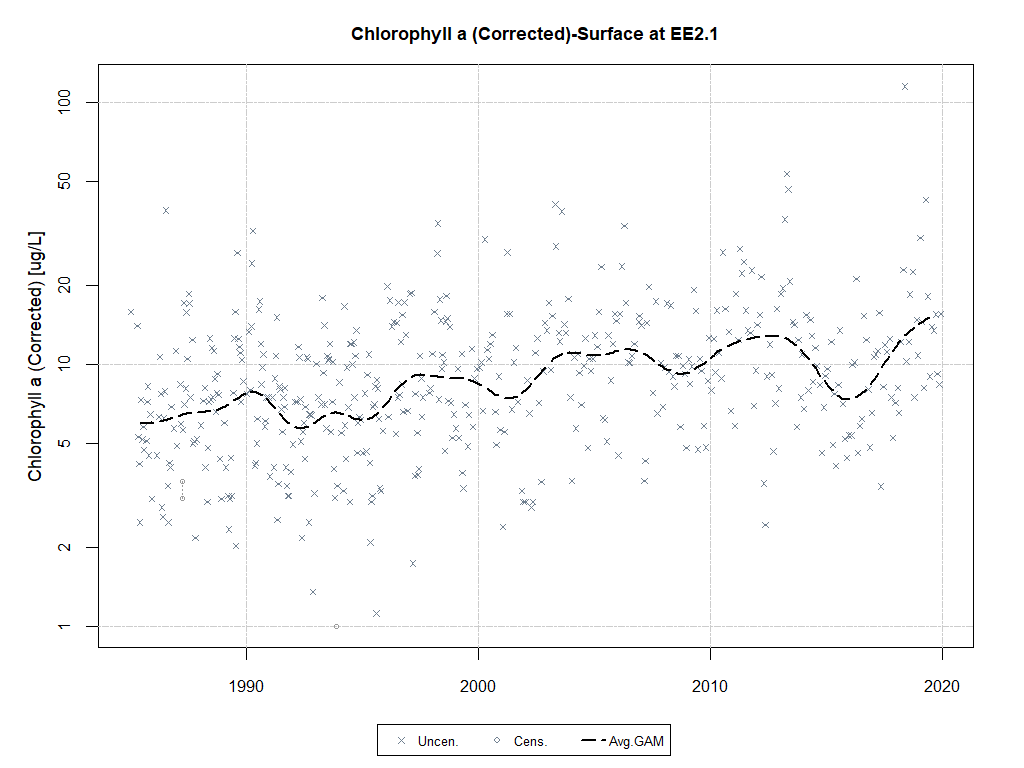 Chlorophyll a (Corrected)-Surface at EE2.1
Chlorophyll a (Corrected) [ug/L]
100
50
20
10
5
2
1
1990 2000 2010 2020
Uncen. Cens. Avg.GAM